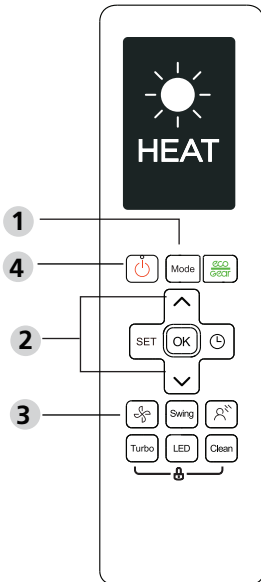 HEAT
1
4
Mode
eco
GEAR
2
SET
OK
3
Swing
Turbo
LED
Clean